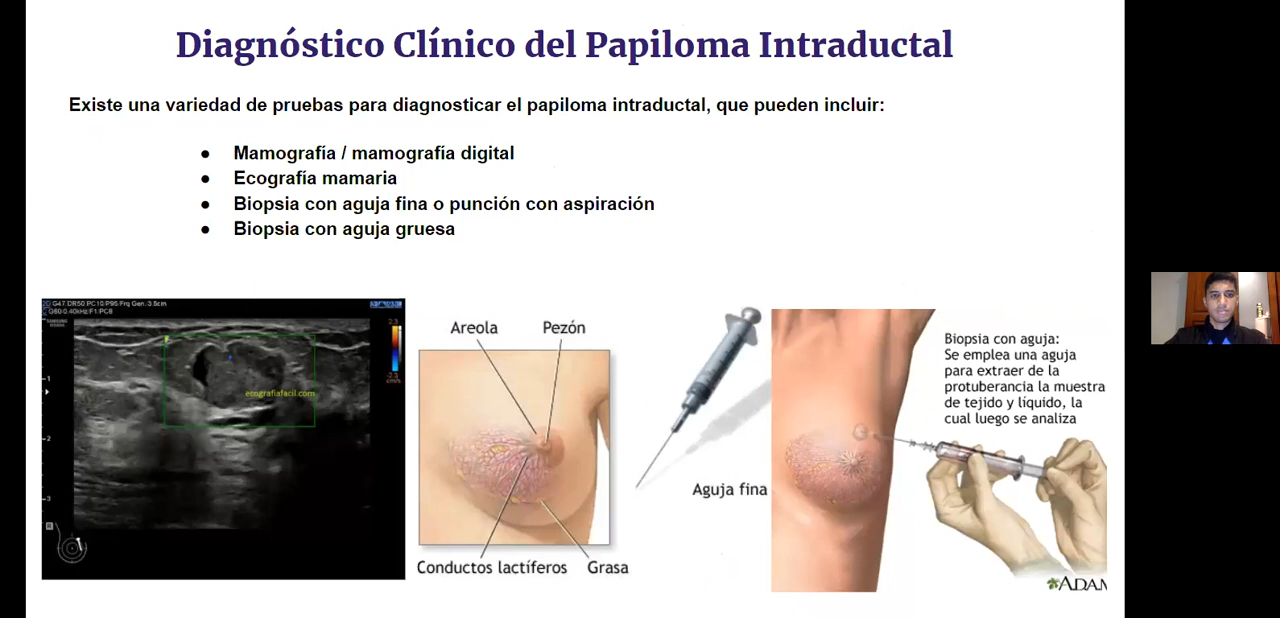 Diagnóstico Clínico del Papiloma Intraductal
Existe una variedad de pruebas para diagnosticar el papiloma intraductal, que pueden incluir:
● Mamografía / mamografía digital
● Ecografía mamaria
● Biopsia con aguja fina o punción con aspiración
● Biopsia con aguja gruesa
ecografiafacil.com
-1
-2
-3
Areola
Pezón
Conductos lactíferos
Grasa
Aguja fina
Biopsia con aguja:
Se emplea una aguja
para extraer de la
protuberancia la muestra
de tejido y líquido, la
cual luego se analiza
ADAM